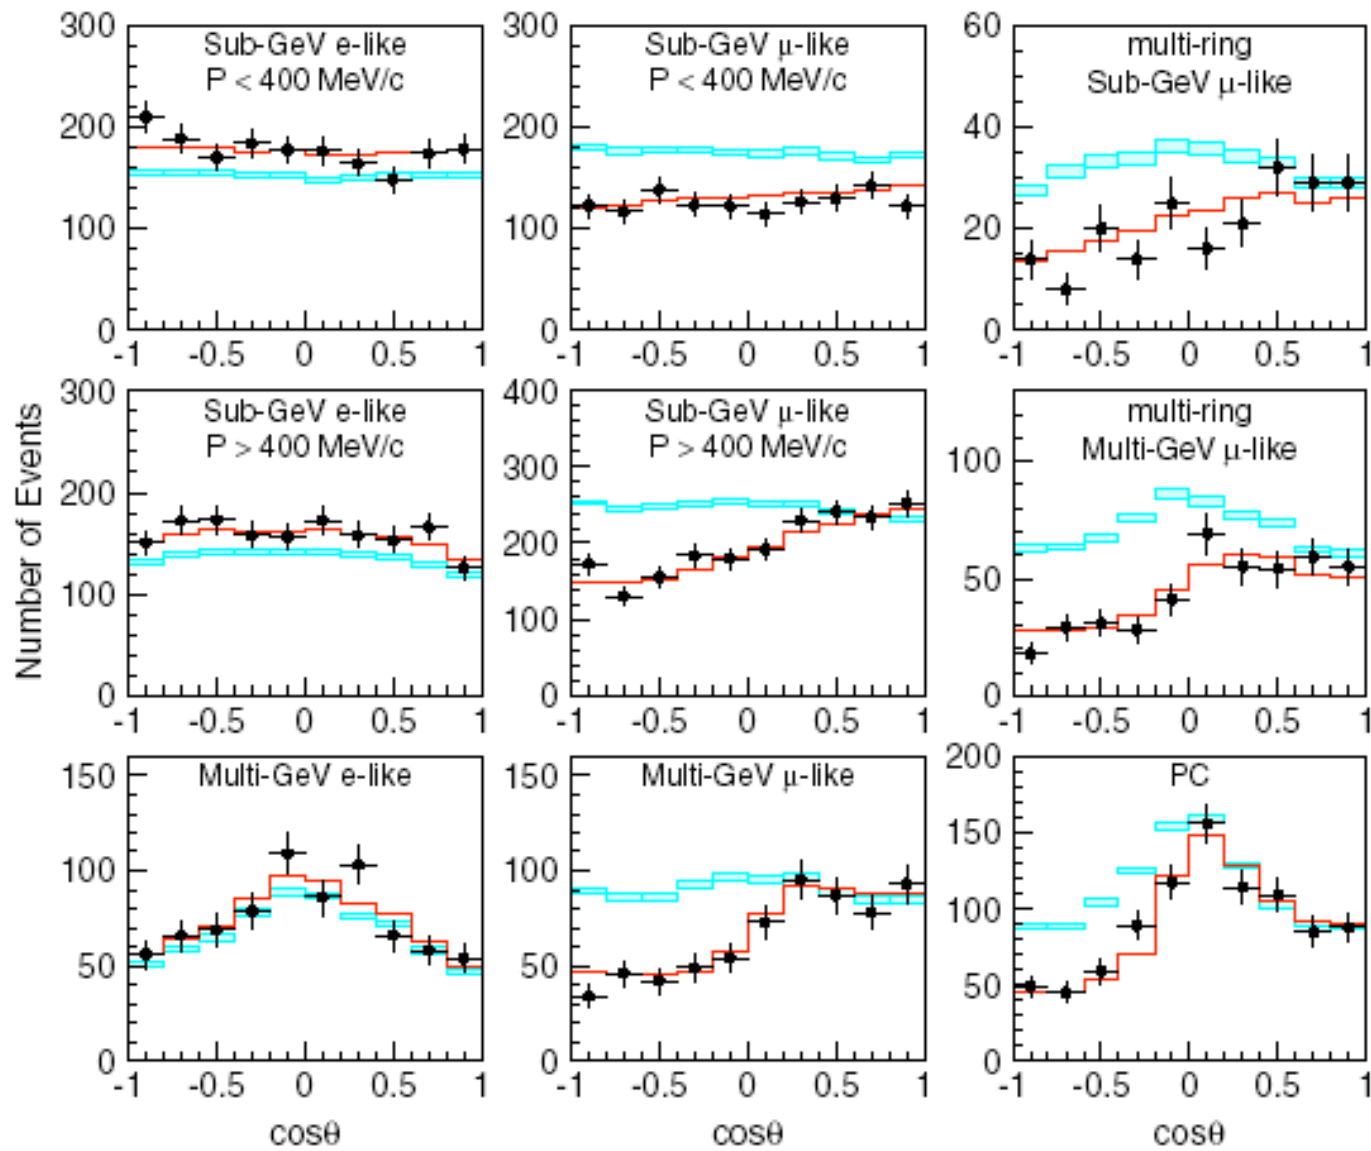 Number of Events
Sub-GeV e-like
P < 400 MeV/c
300
200
100
0
-1 -0.5 0 0.5 1
Sub-GeV μ-like
P < 400 MeV/c
300
200
100
0
-1 -0.5 0 0.5 1
multi-ring
Sub-GeV μ-like
60
40
20
0
-1 -0.5 0 0.5 1
Sub-GeV e-like
P > 400 MeV/c
300
200
100
0
-1 -0.5 0 0.5 1
Sub-GeV μ-like
P > 400 MeV/c
400
300
200
100
0
-1 -0.5 0 0.5 1
multi-ring
Multi-GeV μ-like
100
50
0
-1 -0.5 0 0.5 1
Multi-GeV e-like
150
100
50
0
-1 -0.5 0 0.5 1
cosθ
Multi-GeV μ-like
150
100
50
0
-1 -0.5 0 0.5 1
cosθ
PC
200
150
100
50
0
-1 -0.5 0 0.5 1
cosθ